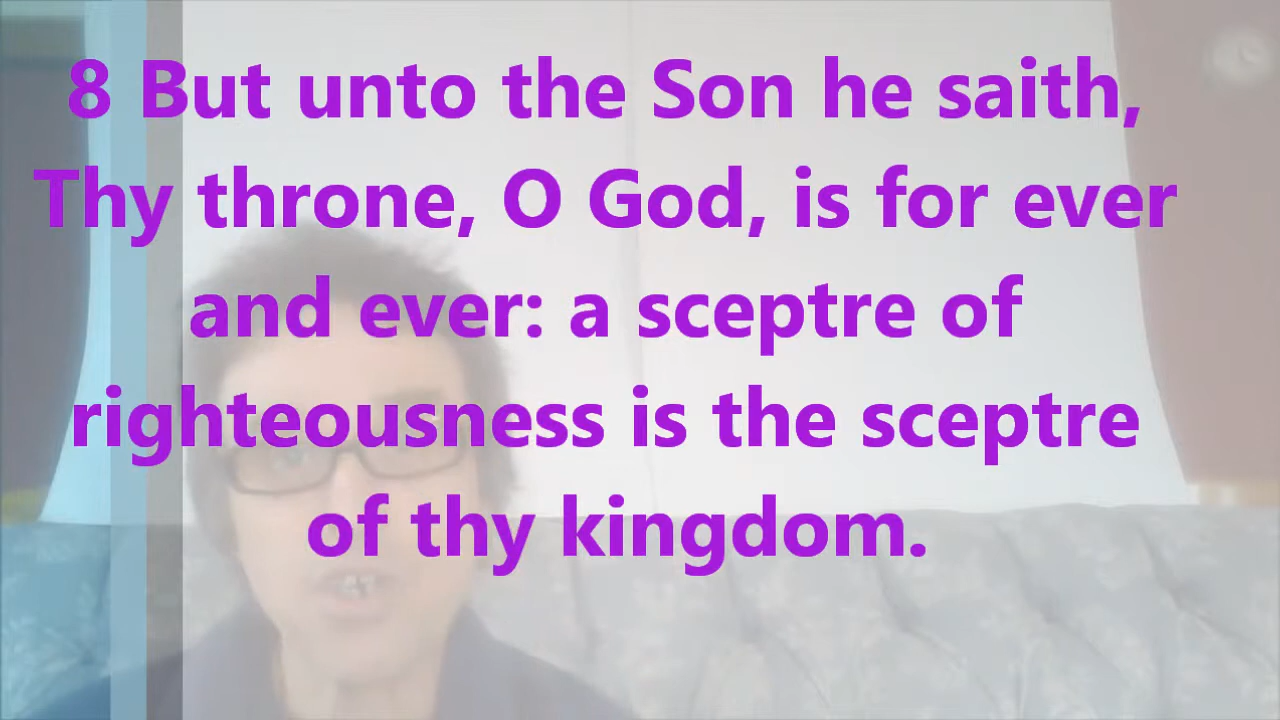 8 But unto the Son he saith,
Thy throne, O God, is for ever
and ever: a sceptre of
righteousness is the sceptre
of thy kingdom.